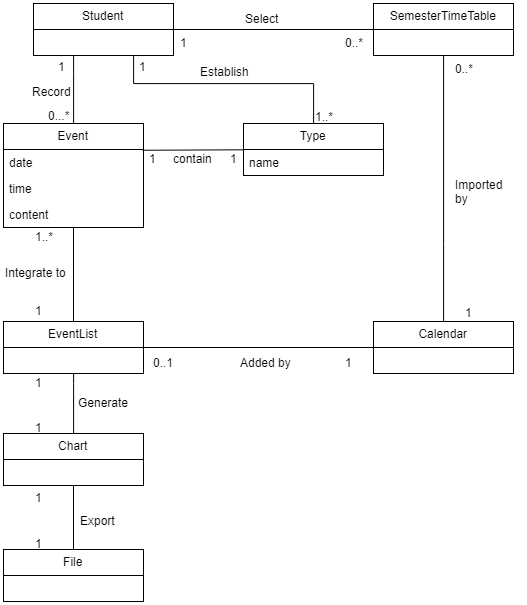 Student
Select
SemesterTimeTable
1
0..*
1
1
0..*
Establish
Record
0...*
1..*
Event
Type
1
contain
1
date
name
time
content
Imported
by
1..*
Integrate to
1
1
EventList
Calendar
0..1
Added by
1
1
Generate
1
Chart
1
Export
1
File